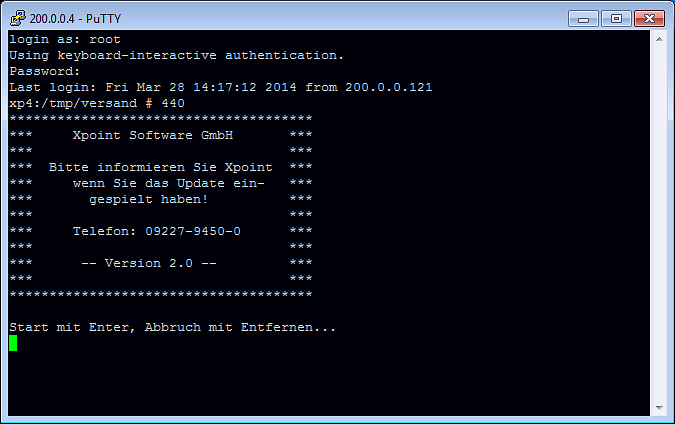 200.0.0.4 - PuTTY
login as: root
Using keyboard-interactive authentication.
Password:
Last login: Fri Mar 28 14:17:12 2014 from 200.0.0.121
xp4:/tmp/versand # 440
**************************************
***     Xpoint Software GmbH       ***
***                                ***
***  Bitte informieren Sie Xpoint  ***
***     wenn Sie das Update ein-   ***
***       gespielt haben!          ***
***                                ***
***     Telefon: 09227-9450-0      ***
***                                ***
***      -- Version 2.0 --         ***
***                                ***
**************************************
Start mit Enter, Abbruch mit Entfernen...